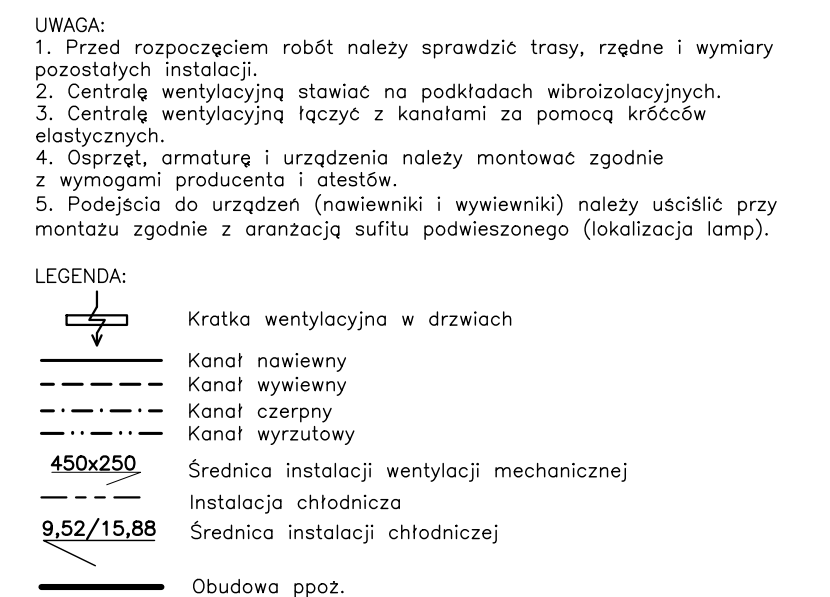 UWAGA:
1. Przed rozpoczęciem robót należy sprawdzić trasy, rzędne i wymiary
pozostałych instalacji.
2. Centralę wentylacyjną stawiać na podkładach wibroizolacyjnych.
3. Centralę wentylacyjną łączyć z kanałami za pomocą króćców
elastycznych.
4. Osprzęt, armaturę i urządzenia należy montować zgodnie
z wymogami producenta i atestów.
5. Podejścia do urządzeń (nawiewniki i wywiewniki) należy uściślić przy
montażu zgodnie z aranżacją sufitu podwieszonego (lokalizacja lamp).
LEGENDA:
Kratka wentylacyjna w drzwiach
Kanał nawiewny
Kanał wywiewny
Kanał czerpny
Kanał wyrzutowy
450x250 Średnica instalacji wentylacji mechanicznej
Instalacja chłodnicza
9,52/15,88 Średnica instalacji chłodniczej
Obudowa ppoż.